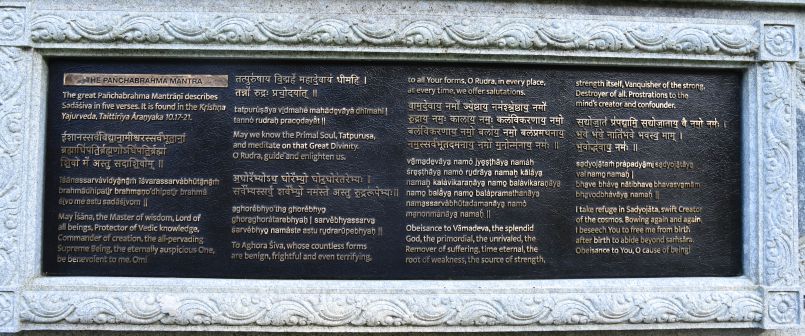 THE PAÑCHABRAHMA MANTRA
The great Pañchabrahma Mantrāṇi describes
Sadāśiva in five verses. It is found in the Kṛishṇa
Yajurveda, Taittirīya Āraṇyaka 10.17-21.
ईशानस्सर्वविद्यानामीश्वरस्सर्वभूतानां
ब्रह्माधिपतिर्ब्रह्मणोऽधिपतिर्ब्रह्मा
शिवो मे अस्तु सदाशिवोम् ॥
īśānassarvavidyānāṁ īśvarassarvabhūtānāṁ
brahmādhipatir brahmaṇo'dhipatir brahmā
śivo me astu sadāśivom ||
May Īśāna, the Master of wisdom, Lord of
all beings, Protector of Vedic knowledge,
Commander of creation, the all-pervading
Supreme Being, the eternally auspicious One,
be benevolent to me. Om!
तत्पुरुषाय विद्महे महादेवाय धीमहि ।
तन्नो रुद्रः प्रचोदयात् ॥
tatpuruṣāya vidmahe mahādevāya dhīmahi |
tanno rudraḥ pracodayāt ||
May we know the Primal Soul, Tatpuruṣa,
and meditate on that Great Divinity.
O Rudra, guide and enlighten us.
अघोरेभ्योऽथ घोरेभ्यो घोरघोरतरेभ्यः ।
सर्वेभ्यस्सर्व शर्वेभ्यो नमस्ते अस्तु रुद्ररूपेभ्यः ॥
aghorebhyo'tha ghorebhyo
ghoraghoratarebhyaḥ | sarvebhyassarva
śarvebhyo namaste astu rudrarūpebhyaḥ ||
To Aghora Śiva, whose countless forms
are benign, frightful and even terrifying,
to all Your forms, O Rudra, in every place,
at every time, we offer salutations.
वामदेवाय नमो ज्येष्ठाय नमश्श्रेष्ठाय नमो
रुद्राय नमः कालाय नमः कलविकरणाय नमो
बलविकरणाय नमो बलाय नमो बलप्रमथनाय
नमस्सर्वभूतदमनाय नमो मनोन्मनाय नमः ॥
vāmadevāya namo jyeṣṭhāya namaḥ
śreṣṭhāya namo rudrāya namaḥ kālāya
namaḥ kalavikaraṇāya namo balavikaraṇāya
namo balāya namo balapramathanāya
namassarvabhūtadamanāya namo
manonmanāya namaḥ ||
Obeisance to Vāmadeva, the splendid
God, the primordial, the unrivaled, the
Remover of suffering, time eternal, the
root of weakness, the source of strength,
strength itself, Vanquisher of the strong,
Destroyer of all. Prostrations to the
mind's creator and confounder.
सद्योजातं प्रपद्यामि सद्योजाताय वै नमो नमः ।
भवे भवे नातिभवे भवस्व माम् ।
भवोद्भवाय नमः ॥
sadyojātaṁ prapadyāmi sadyojātāya
vai namo namaḥ |
bhave bhave nātibhave bhavasvamām
bhavodbhavāya namaḥ ||
I take refuge in Sadyojāta, swift Creator
of the cosmos. Bowing again and again,
I beseech You to free me from birth
after birth to abide beyond saṁsāra.
Obeisance to You, O cause of being!